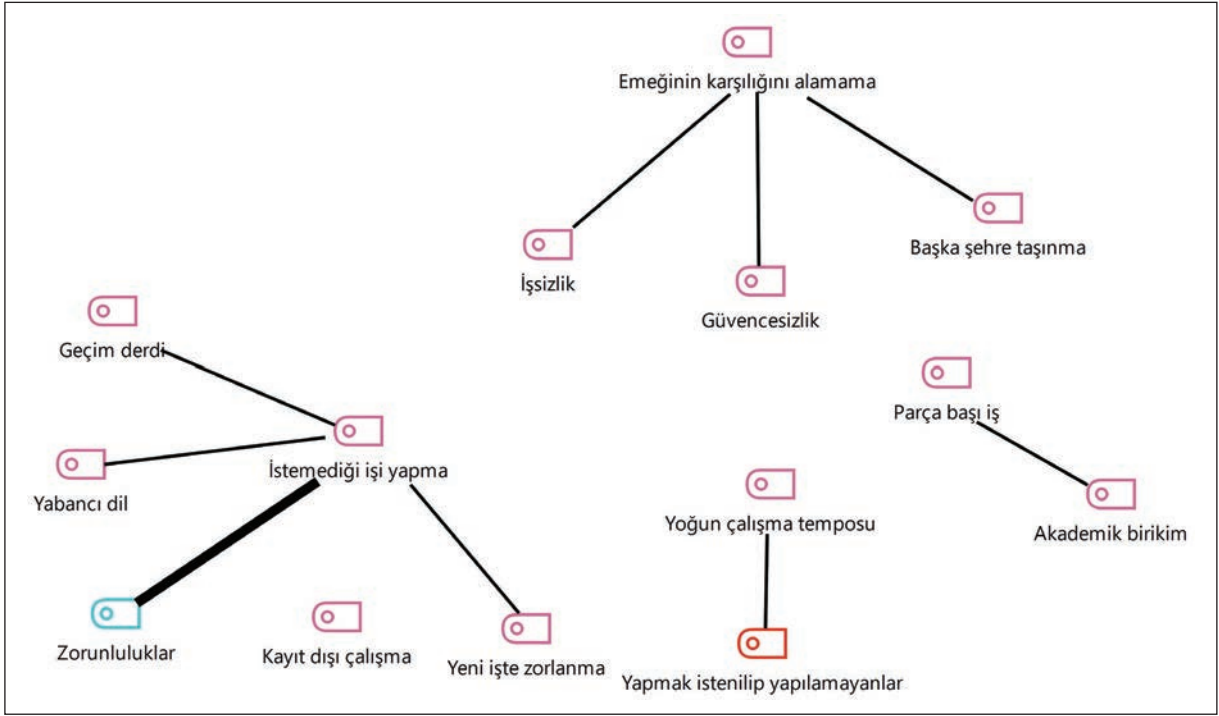 Emeğinin karşılığını alamama
Başka şehre taşınma
İşsizlik
Güvencesizlik
Geçim derdi
Parça başı iş
İstemediği işi yapma
Yabancı dil
Yoğun çalışma temposu
Akademik birikim
Zorunluluklar
Kayıt dışı çalışma
Yeni işte zorlanma
Yapmak istenilip yapılamayanlar